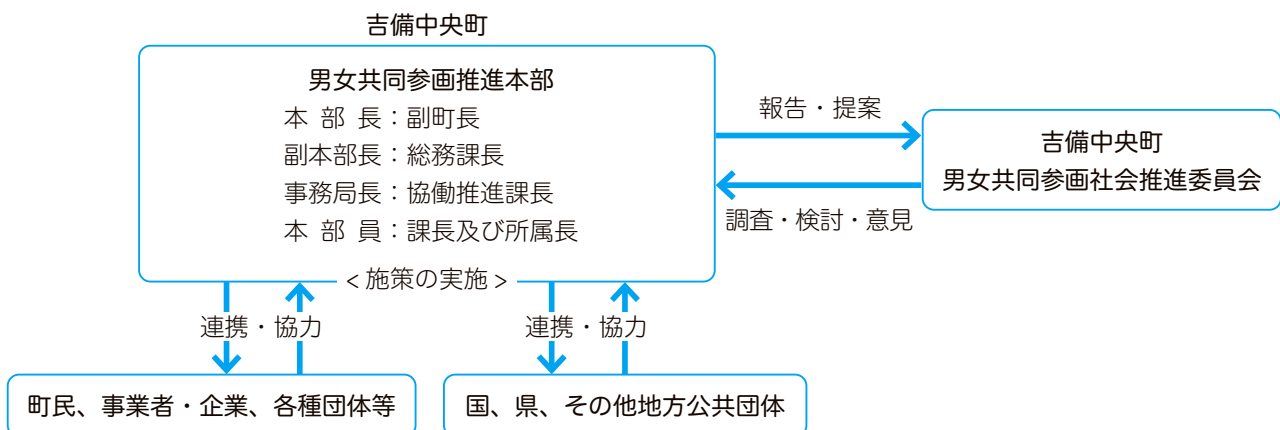 吉備中央町
男女共同参画推進本部
本 部 長：副町長
副本部長：総務課長
事務局長：協働推進課長
本 部 員：課長及び所属長
＜施策の実施＞
報告・提案
調査・検討・意見
吉備中央町
男女共同参画社会推進委員会
連携・協力
連携・協力
町民、事業者・企業、各種団体等
国、県、その他地方公共団体